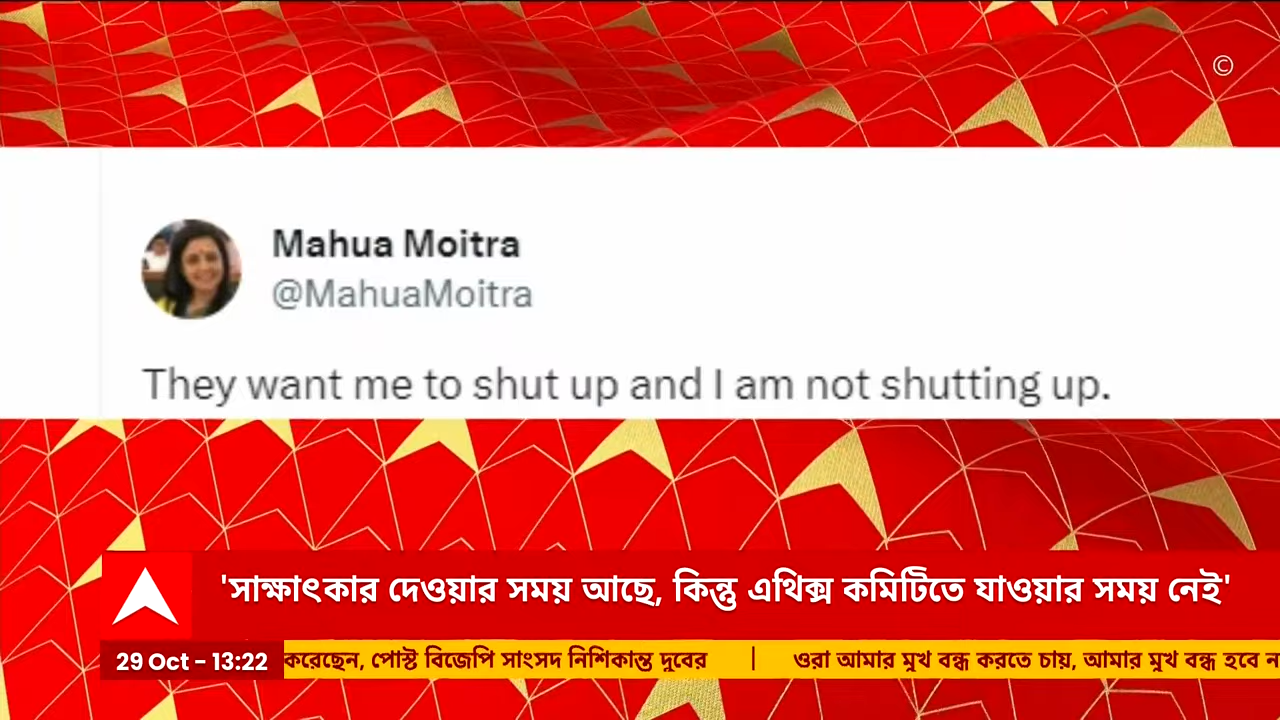 ©
Mahua Moitra
@MahuaMoitra
They want me to shut up and I am not shutting up.
'সাক্ষাৎকার দেওয়ার সময় আছে, কিন্তু এথিক্স কমিটিতে যাওয়ার সময় নেই'
29 Oct - 13:22
করেছেন, পোস্ট বিজেপি সাংসদ নিশিকান্ত দুবের | ওরা আমার মুখ বন্ধ করতে চায়, আমার মুখ বন্ধ হবে